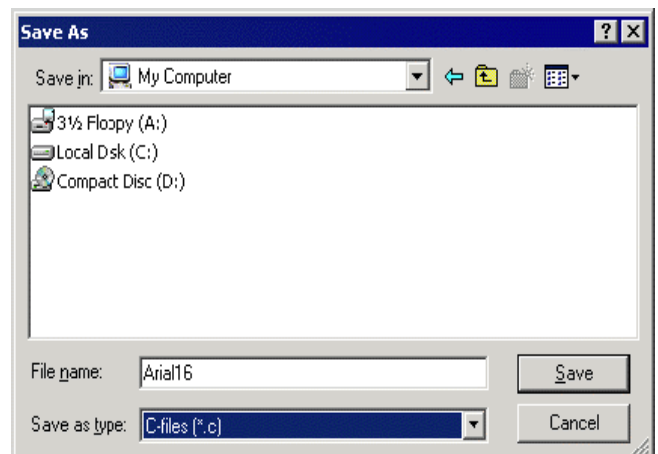 Save As
Save in: My Computer
3½ Floppy (A:)
Local Dsk (C:)
Compact Disc (D:)
File name: Arial16 Save
Save as type: C-files (*.c) Cancel